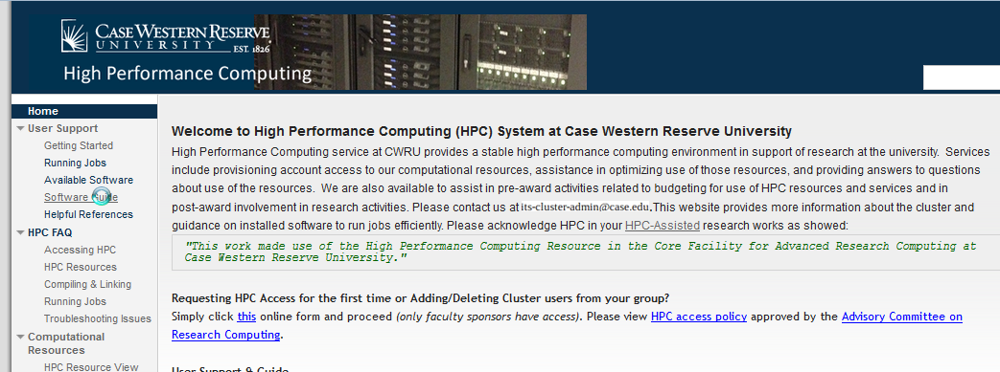 CASE WESTERN RESERVE
UNIVERSITY EST. 1826
High Performance Computing
Home
User Support
Getting Started
Running Jobs
Available Software
Software Guide
Helpful References
HPC FAQ
Accessing HPC
HPC Resources
Compiling & Linking
Running Jobs
Troubleshooting Issues
Computational
Resources
HPC Resource View
Welcome to High Performance Computing (HPC) System at Case Western Reserve University
High Performance Computing service at CWRU provides a stable high performance computing environment in support of research at the university. Services
include provisioning account access to our computational resources, assistance in optimizing use of those resources, and providing answers to questions
about use of the resources. We are also available to assist in pre-award activities related to budgeting for use of HPC resources and services and in
post-award involvement in research activities. Please contact us at its-cluster-admin@case.edu.This website provides more information about the cluster and
guidance on installed software to run jobs efficiently. Please acknowledge HPC in your HPC-Assisted research works as showed:
"This work made use of the High Performance Computing Resource in the Core Facility for Advanced Research Computing at
Case Western Reserve University."
Requesting HPC Access for the first time or Adding/Deleting Cluster users from your group?
Simply click this online form and proceed (only faculty sponsors have access). Please view HPC access policy approved by the Advisory Committee on
Research Computing.
User Support & Guide